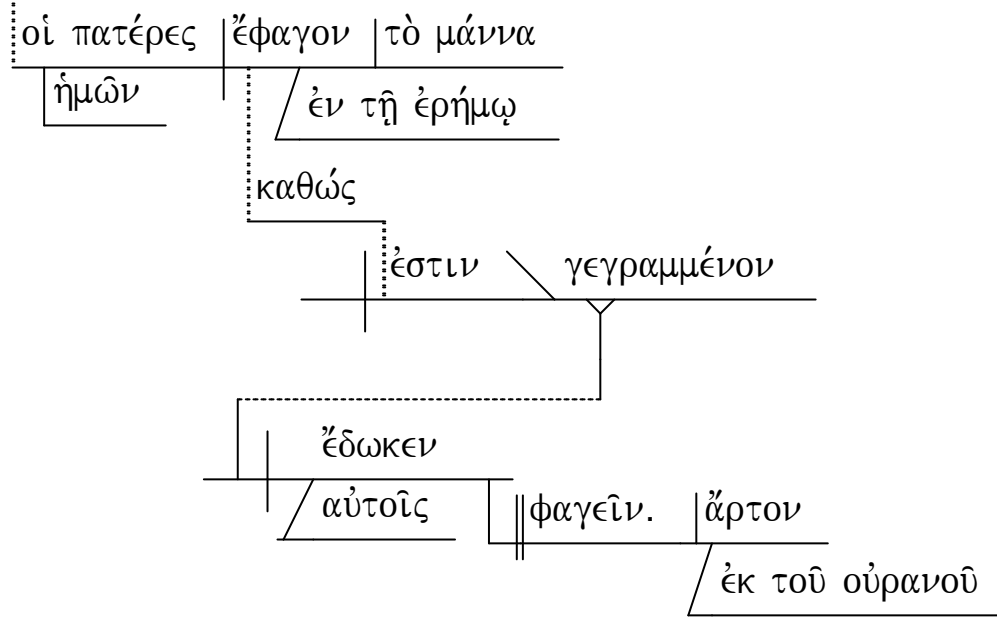 οἱ πατέρες ἔφαγον τὸ μάννα
ἡμῶν
ἐν τῇ ἐρήμῳ
καθώς
ἐστιν γεγραμμένον
ἔδωκεν
αὐτοῖς
φαγεῖν. ἄρτον
ἐκ τοῦ οὐρανοῦ